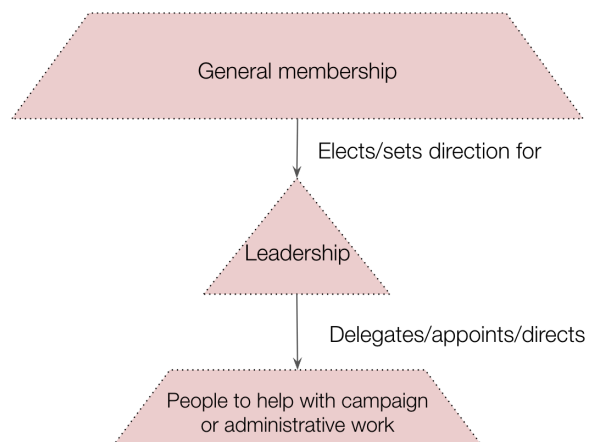 General membership
Elects/sets direction for
Leadership
Delegates/appoints/directs
People to help with campaign
or administrative work